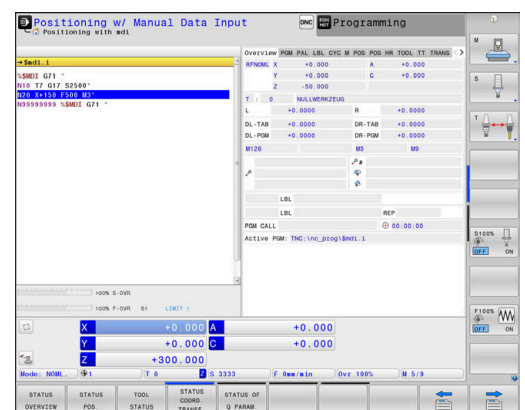 Positioning w/ Manual Data Input
Positioning with mdi
DNC
Programming
→$mdi.i
%$MDI G71 *
N10 T7 G17 S2500*
N20 X+150 F500 M3*
N99999999 %$MDI G71 *
Overview PGM PAL LBL CYC M POS POS HR TOOL TT TRANS
RFNOML X +0.000 A +0.000
Y +0.000 C +0.000
Z -50.000
T : 0 NULLWERKZEUG
L +0.0000 R +0.0000
DL-TAB +0.0000 DR-TAB +0.0000
DL-PGM +0.0000 DR-PGM +0.0000
M126 M5 M9
LBL
LBL REP
PGM CALL 00:00:00
Active PGM: TNC:\nc_prog\$mdi.i
100% S-OVR
100% F-OVR S1 LIMIT 1
X +0.000 A +0.000
Y +0.000 C +0.000
Z +300.000
Mode: NOML. 1 T 0 Z S 3333 F 0mm/min Ovr 100% M 5/9
M
S
T
S100%
OFF ON
F100%
OFF ON
STATUS OVERVIEW
STATUS POS.
TOOL STATUS
STATUS COORD. TRANSF.
STATUS OF Q PARAM.